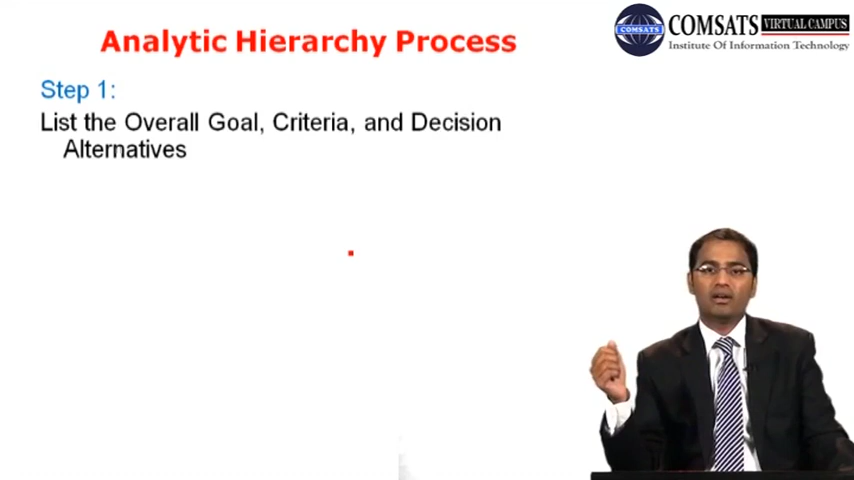 Analytic Hierarchy Process
COMSATS
COMSATS VIRTUAL CAMPUS
Institute Of Information Technology
Step 1:
List the Overall Goal, Criteria, and Decision
Alternatives